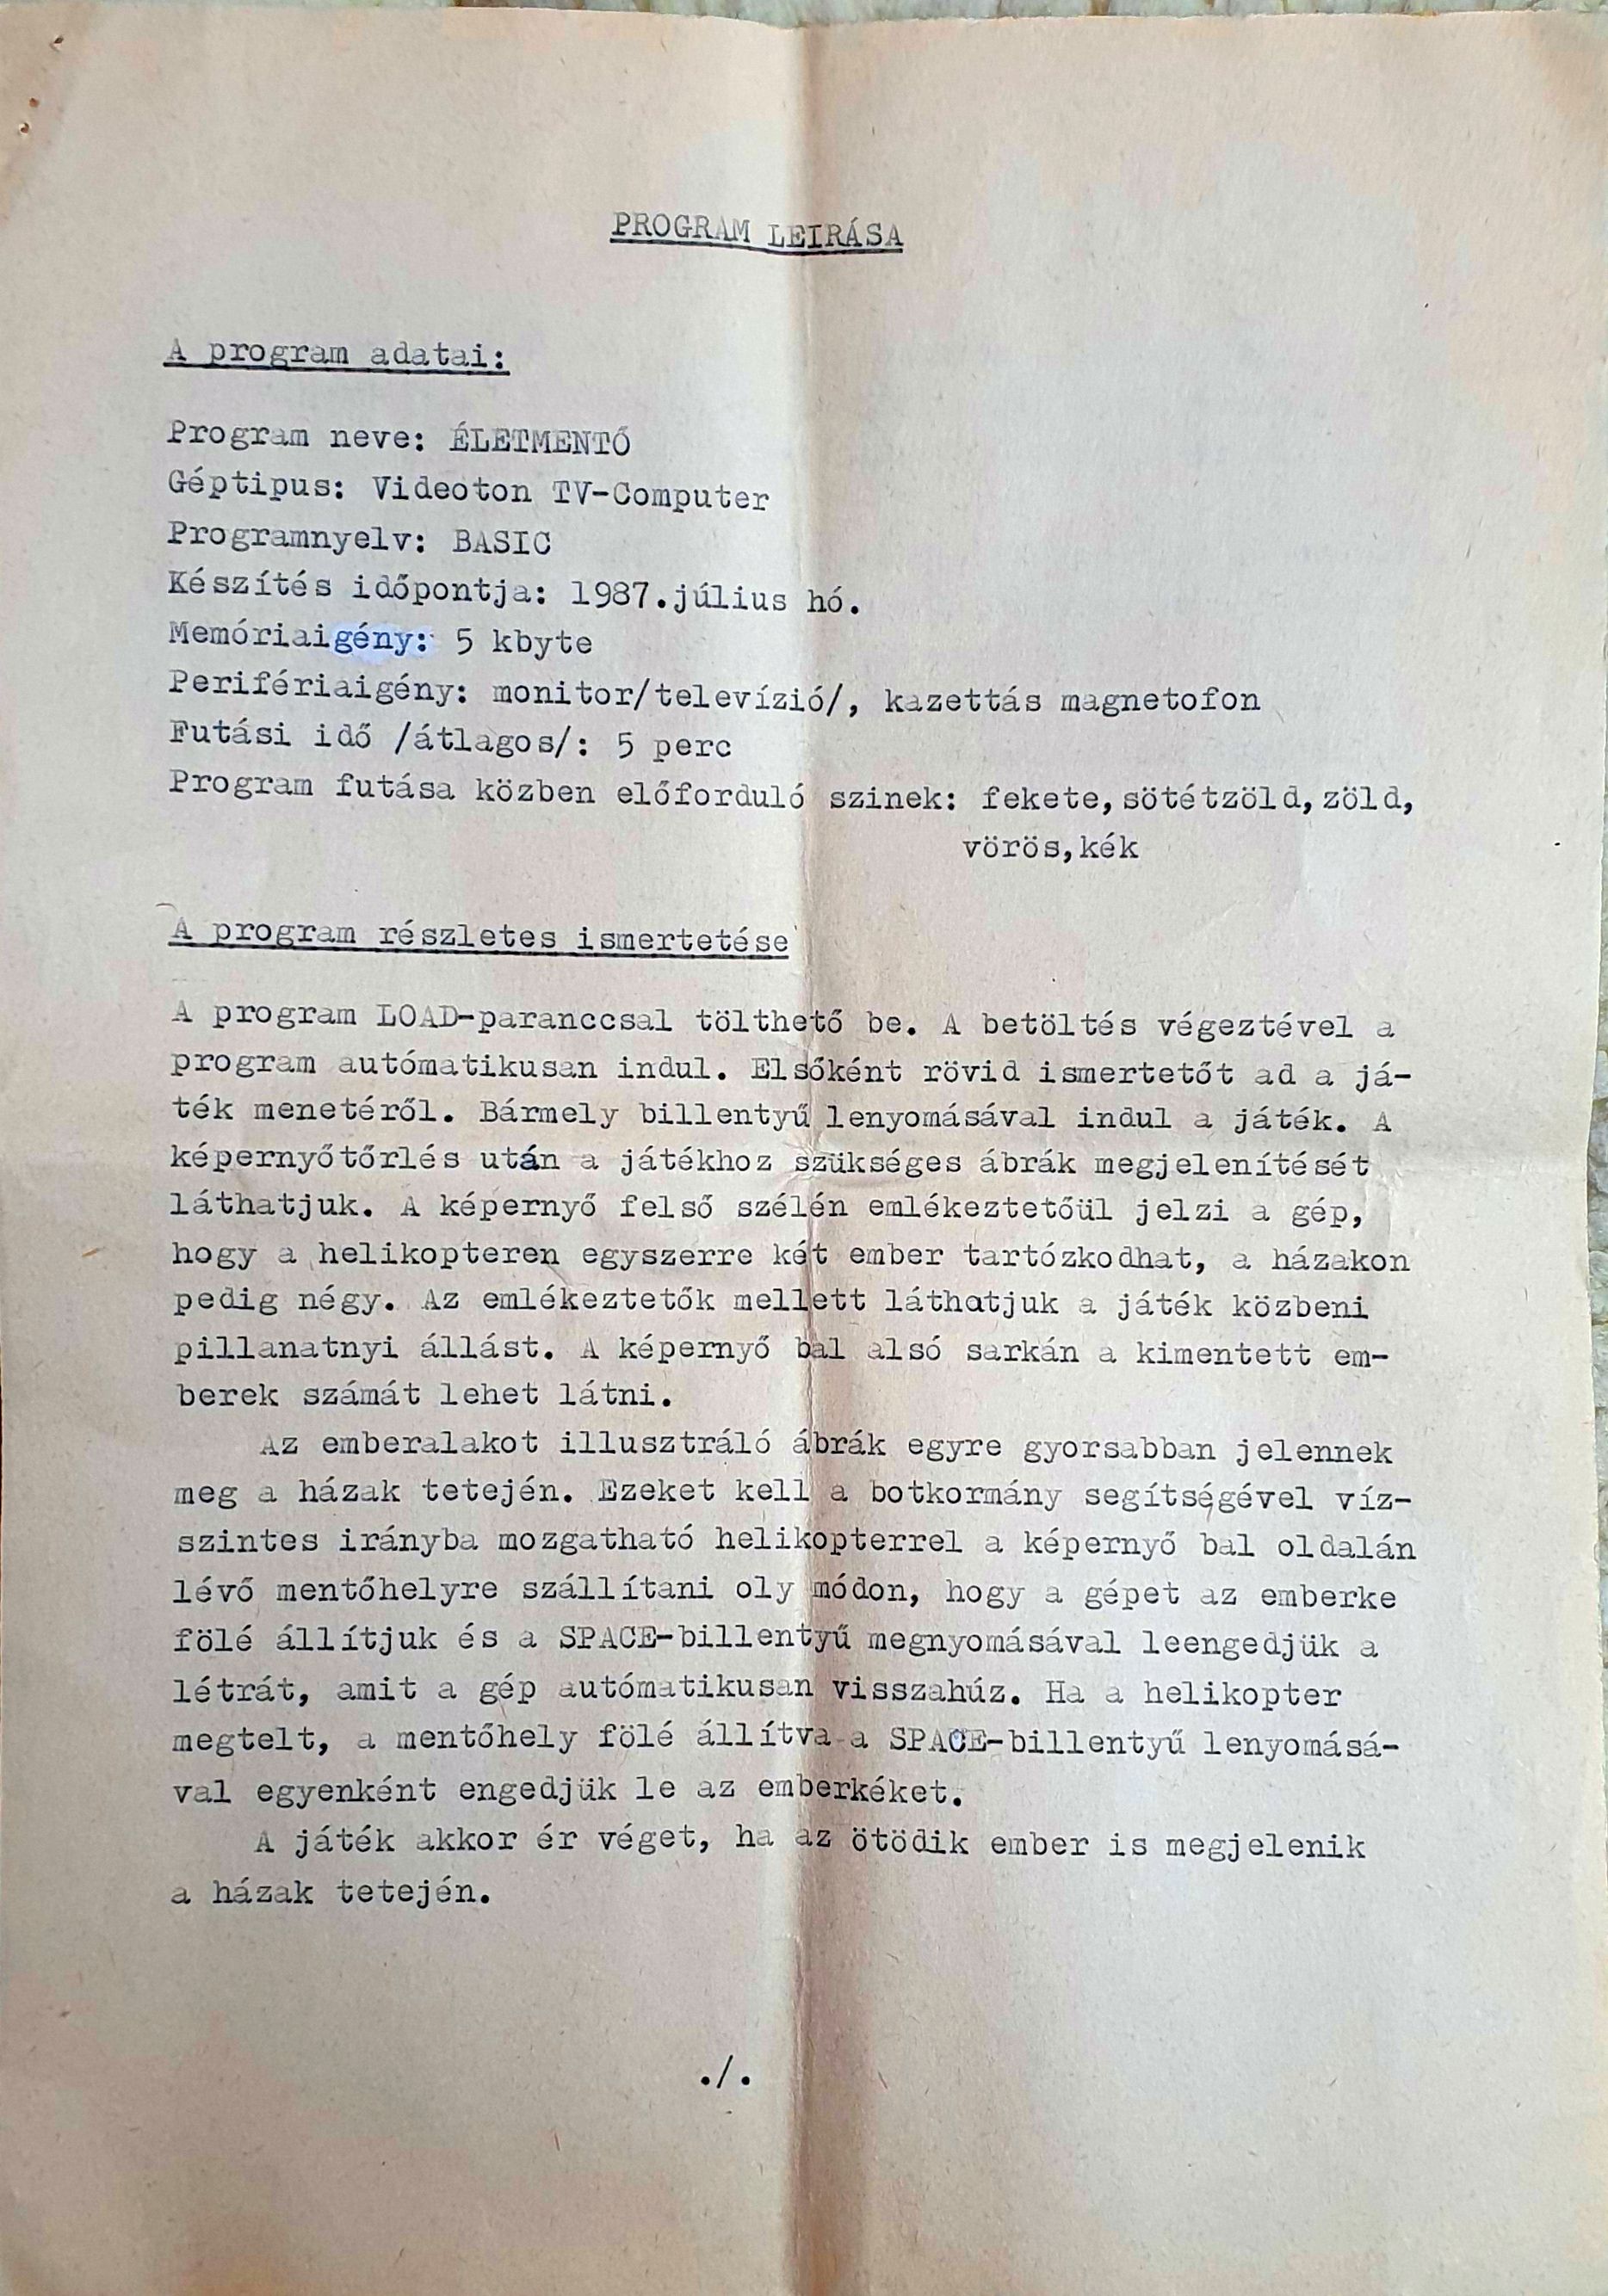 PROGRAM LEIRÁSA
A program adatai:
Program neve: ÉLETMENTŐ
Géptipus: Videoton TV-Computer
Programnyelv: BASIC
Készítés időpontja: 1987.július hó.
Memóriaigény: 5 kbyte
Perifériaigény: monitor/televízió/, kazettás magnetofon
Futási idő /átlagos/: 5 perc
Program futása közben előforduló szinek: fekete,sötétzöld,zöld,
vörös,kék
A program részletes ismertetése
A program LOAD-paranccsal tölthető be. A betöltés végeztével a
program autómatikusan indul. Elsőként rövid ismertetőt ad a já-
ték menetéről. Bármely billentyű lenyomásával indul a játék. A
képernyőtőrlés után a játékhoz szükséges ábrák megjelenítését
láthatjuk. A képernyő felső szélén emlékeztetőül jelzi a gép,
hogy a helikopteren egyszerre két ember tartózkodhat, a házakon
pedig négy. Az emlékeztetők mellett láthatjuk a játék közbeni
pillanatnyi állást. A képernyő bal alsó sarkán a kimentett em-
berek számát lehet látni.
Az emberalakot illusztráló ábrák egyre gyorsabban jelennek
meg a házak tetején. Ezeket kell a botkormány segítségével víz-
szintes irányba mozgatható helikopterrel a képernyő bal oldalán
lévő mentőhelyre szállítani oly módon, hogy a gépet az emberke
fölé állítjuk és a SPACE-billentyű megnyomásával leengedjük a
létrát, amit a gép autómatikusan visszahúz. Ha a helikopter
megtelt, a mentőhely fölé állítva a SPACE-billentyű lenyomásá-
val egyenként engedjük le az emberkéket.
A játék akkor ér véget, ha az ötödik ember is megjelenik
a házak tetején.
./.